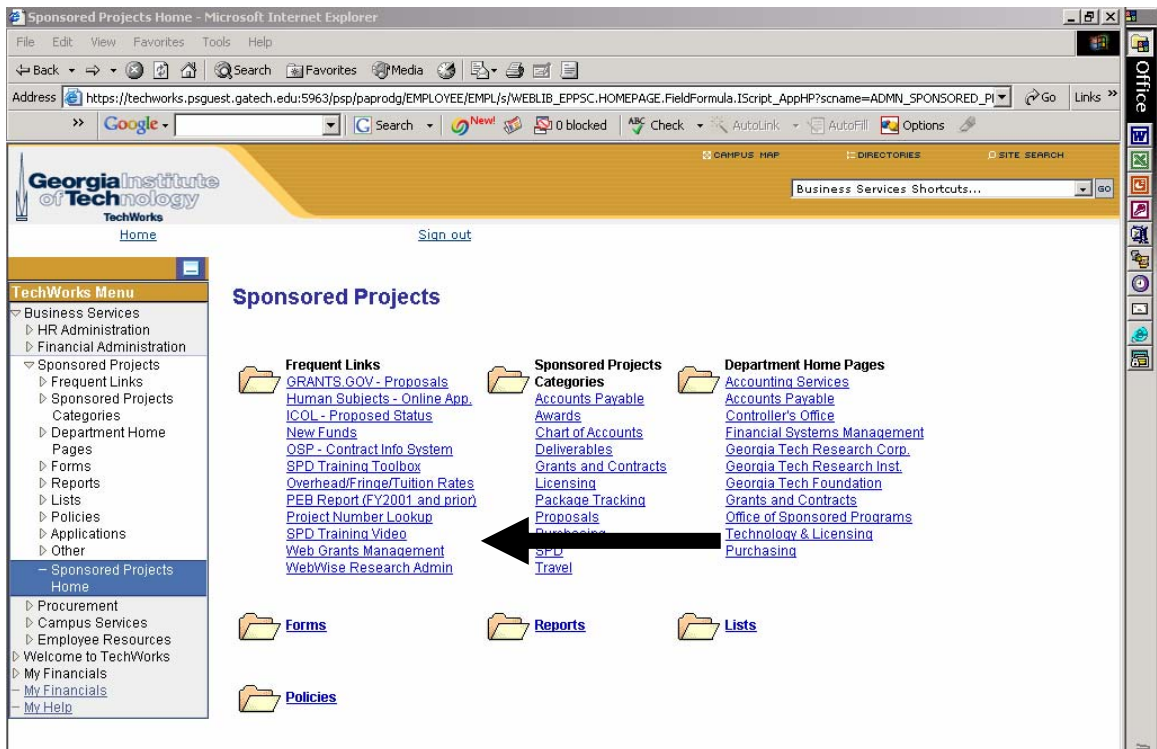 Sponsored Projects Home - Microsoft Internet Explorer
File Edit View Favorites Tools Help
Back Search Favorites Media
Address https://techworks.psguest.gatech.edu:5963/psp/paprodg/EMPLOYEE/EMPL/s/WEBLIB_EPPSC.HOMEPAGE.FieldFormula.IScript_AppHP?scname=ADMN_SPONSORED_P Go Links »
» Google Search New! 0 blocked ABC Check AutoLink AutoFill Options
Office
CAMPUS MAP DIRECTORIES SITE SEARCH
Georgia Institute
of Technology
TechWorks
Business Services Shortcuts... GO
Home Sign out
TechWorks Menu
Business Services
HR Administration
Financial Administration
Sponsored Projects
Frequent Links
Sponsored Projects
Categories
Department Home
Pages
Forms
Reports
Lists
Policies
Applications
Other
Sponsored Projects
Home
Procurement
Campus Services
Employee Resources
Welcome to TechWorks
My Financials
My Financials
My Help
Sponsored Projects
Frequent Links
GRANTS.GOV - Proposals
Human Subjects - Online App.
ICOL - Proposed Status
New Funds
OSP - Contract Info System
SPD Training Toolbox
Overhead/Fringe/Tuition Rates
PEB Report (FY2001 and prior)
Project Number Lookup
SPD Training Video
Web Grants Management
WebWise Research Admin
Sponsored Projects
Categories
Accounts Payable
Awards
Chart of Accounts
Deliverables
Grants and Contracts
Licensing
Package Tracking
Proposals
Purchasing
SPD
Travel
Department Home Pages
Accounting Services
Accounts Payable
Controller's Office
Financial Systems Management
Georgia Tech Research Corp.
Georgia Tech Research Inst.
Georgia Tech Foundation
Grants and Contracts
Office of Sponsored Programs
Technology & Licensing
Purchasing
Forms
Reports
Lists
Policies